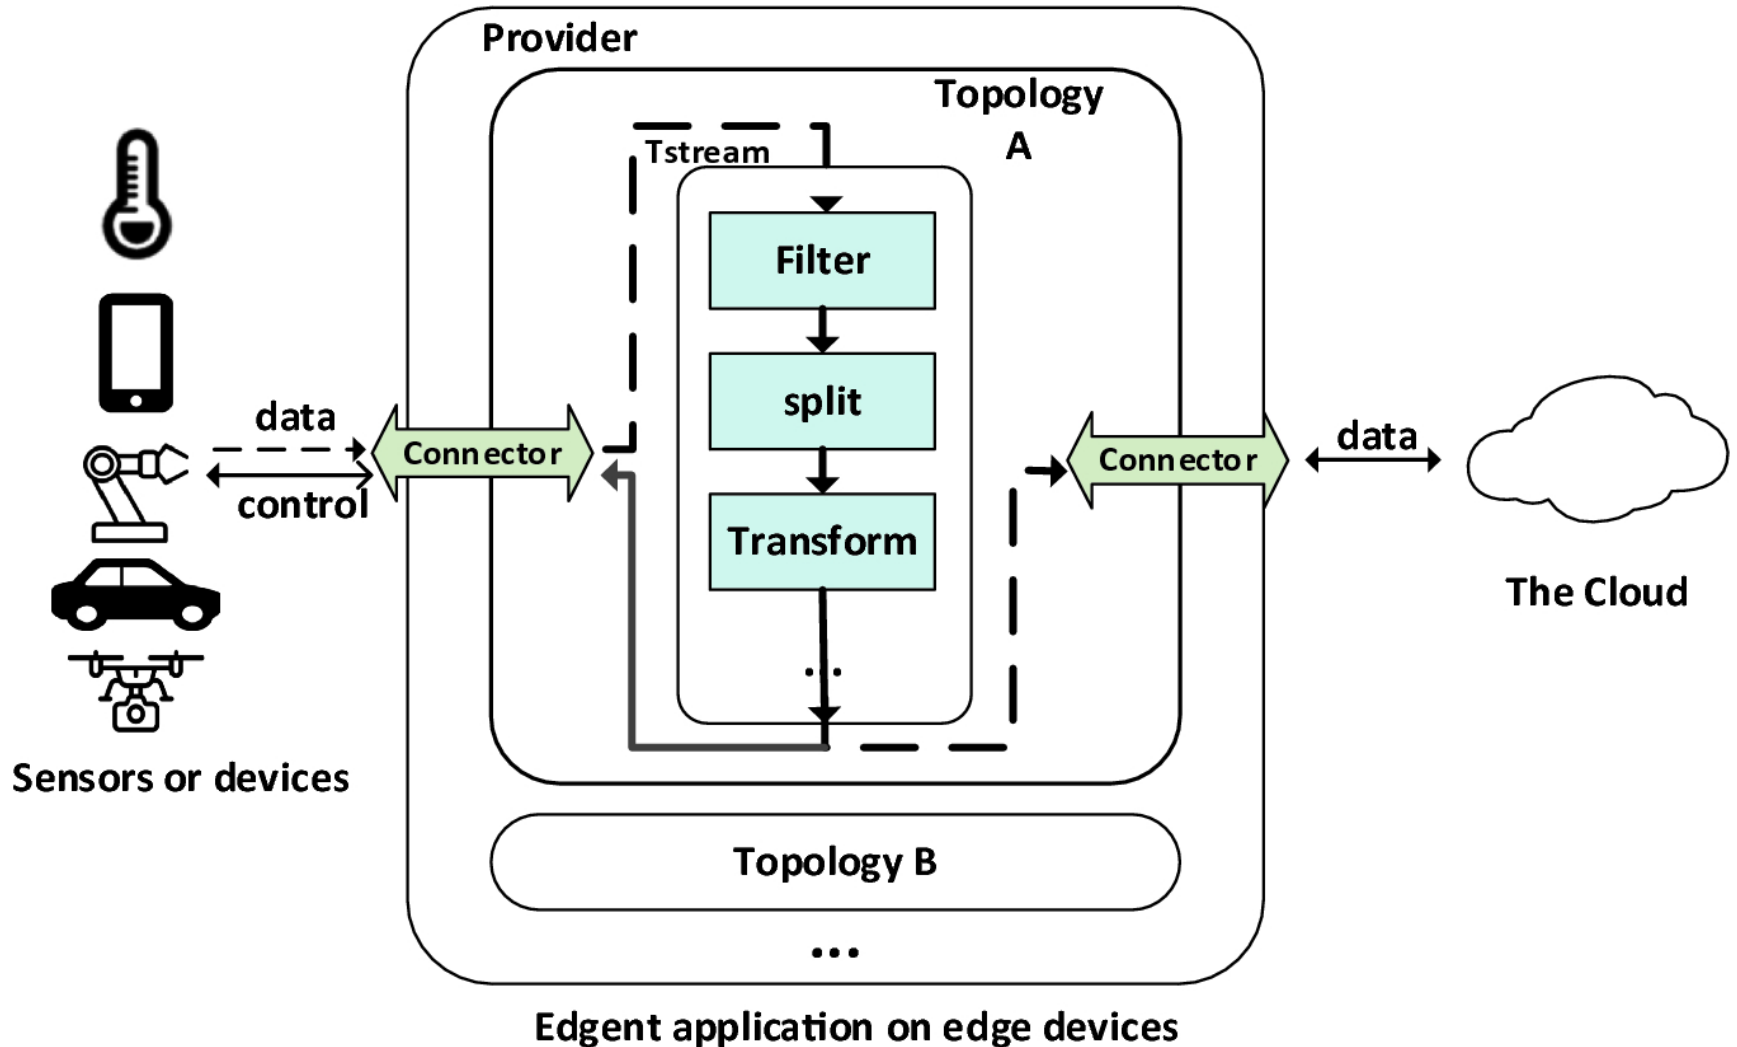 Provider
Topology
A
Tstream
Filter
split
Transform
...
data
control
Connector
Connector
data
The Cloud
Sensors or devices
Topology B
...
Edgent application on edge devices